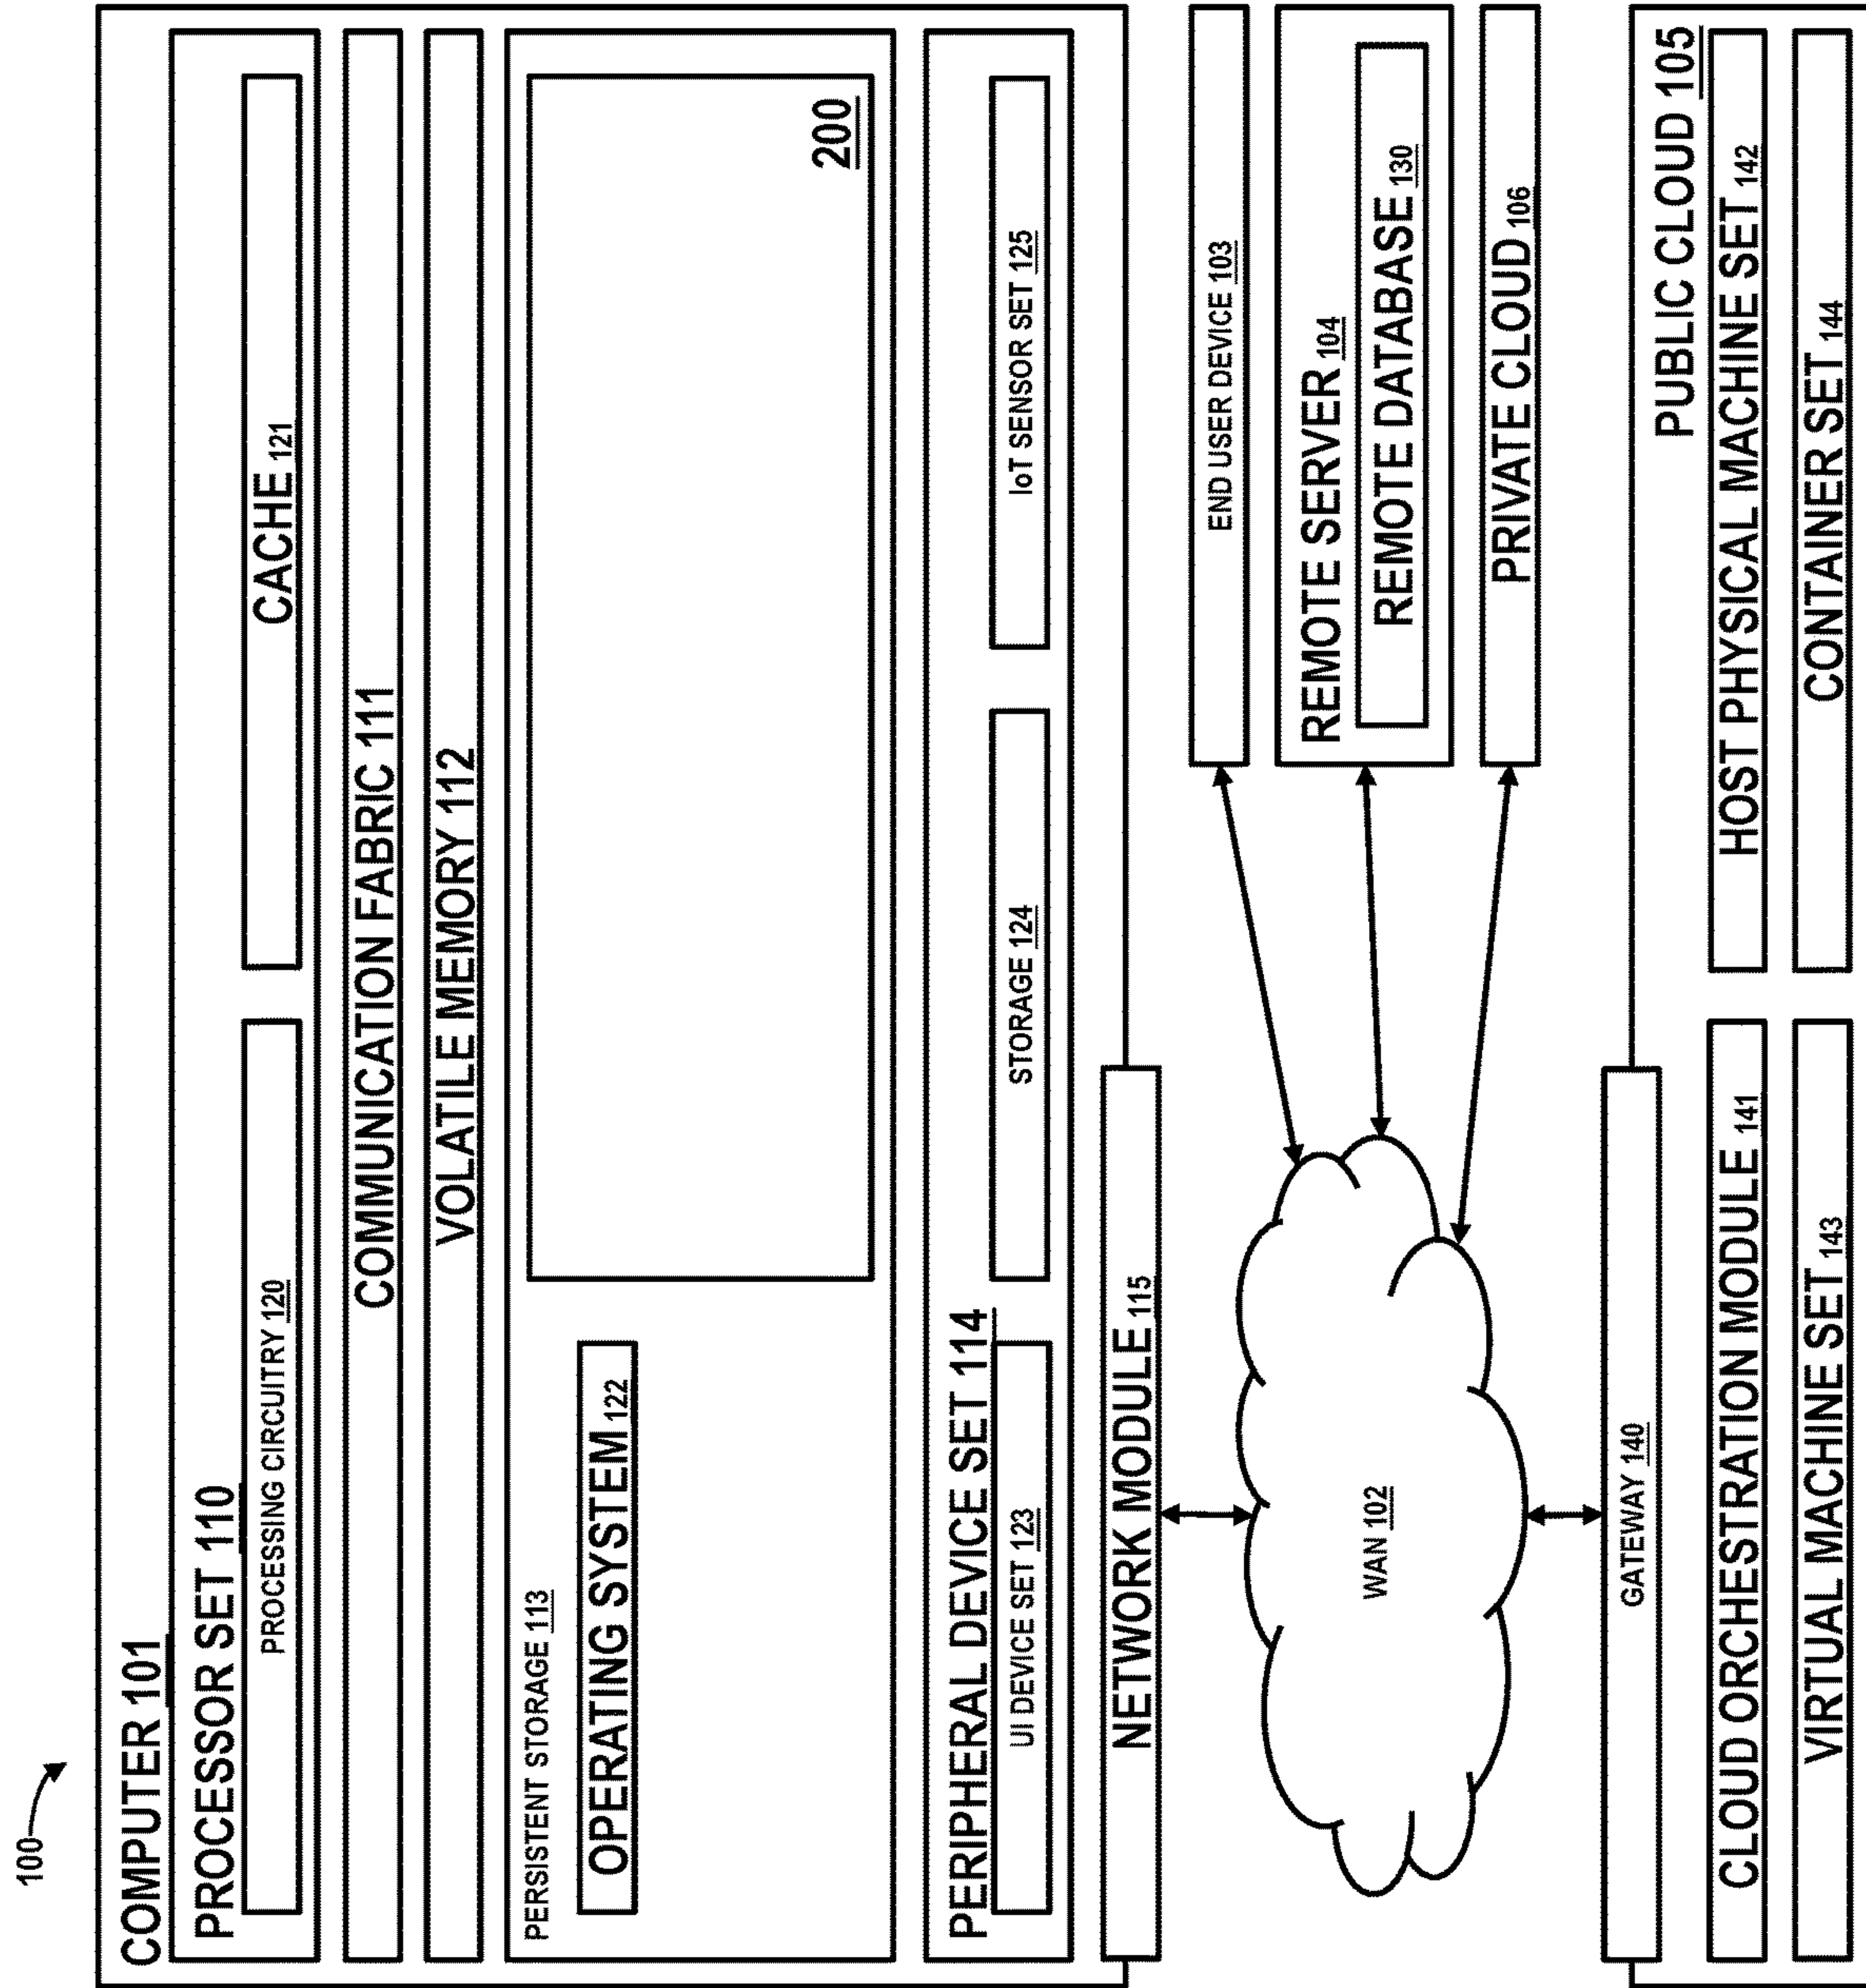 100
COMPUTER 101
PROCESSOR SET 110
PROCESSING CIRCUITRY 120
CACHE 121
COMMUNICATION FABRIC 111
VOLATILE MEMORY 112
PERSISTENT STORAGE 113
OPERATING SYSTEM 122
200
PERIPHERAL DEVICE SET 114
UI DEVICE SET 123
STORAGE 124
IoT SENSOR SET 125
NETWORK MODULE 115
WAN 102
END USER DEVICE 103
REMOTE SERVER 104
REMOTE DATABASE 130
PRIVATE CLOUD 106
GATEWAY 140
PUBLIC CLOUD 105
CLOUD ORCHESTRATION MODULE 141
HOST PHYSICAL MACHINE SET 142
VIRTUAL MACHINE SET 143
CONTAINER SET 144